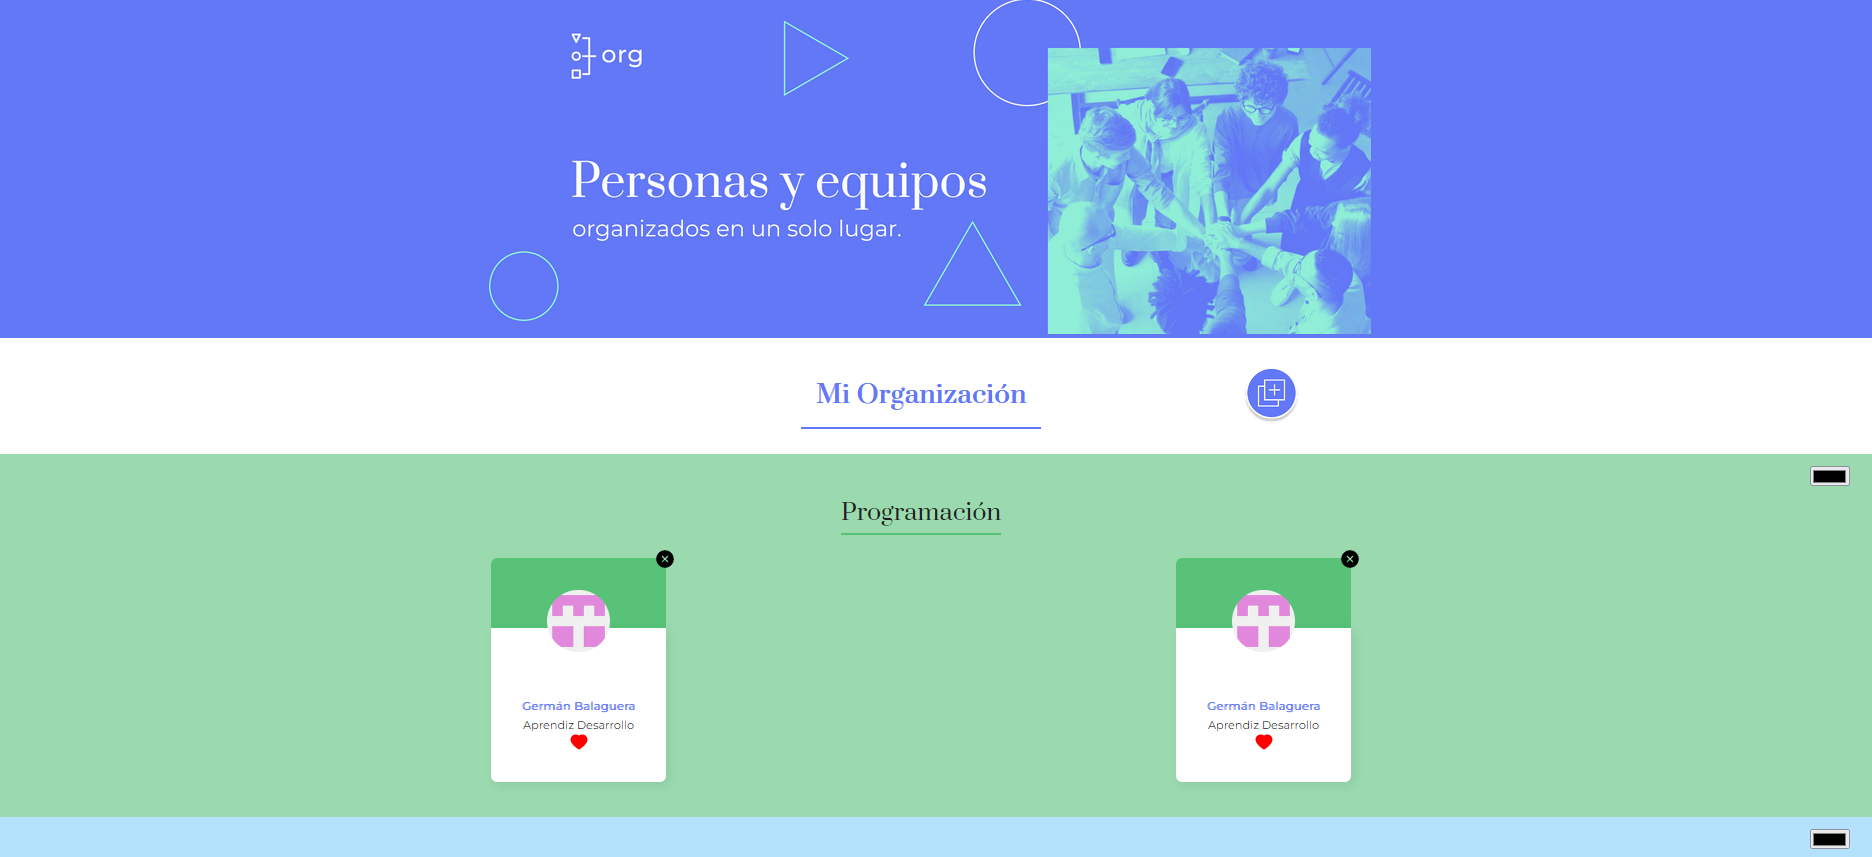 org
Personas y equipos
organizados en un solo lugar.
Mi Organización
Programación
Germán Balaguera
Aprendiz Desarrollo
Germán Balaguera
Aprendiz Desarrollo